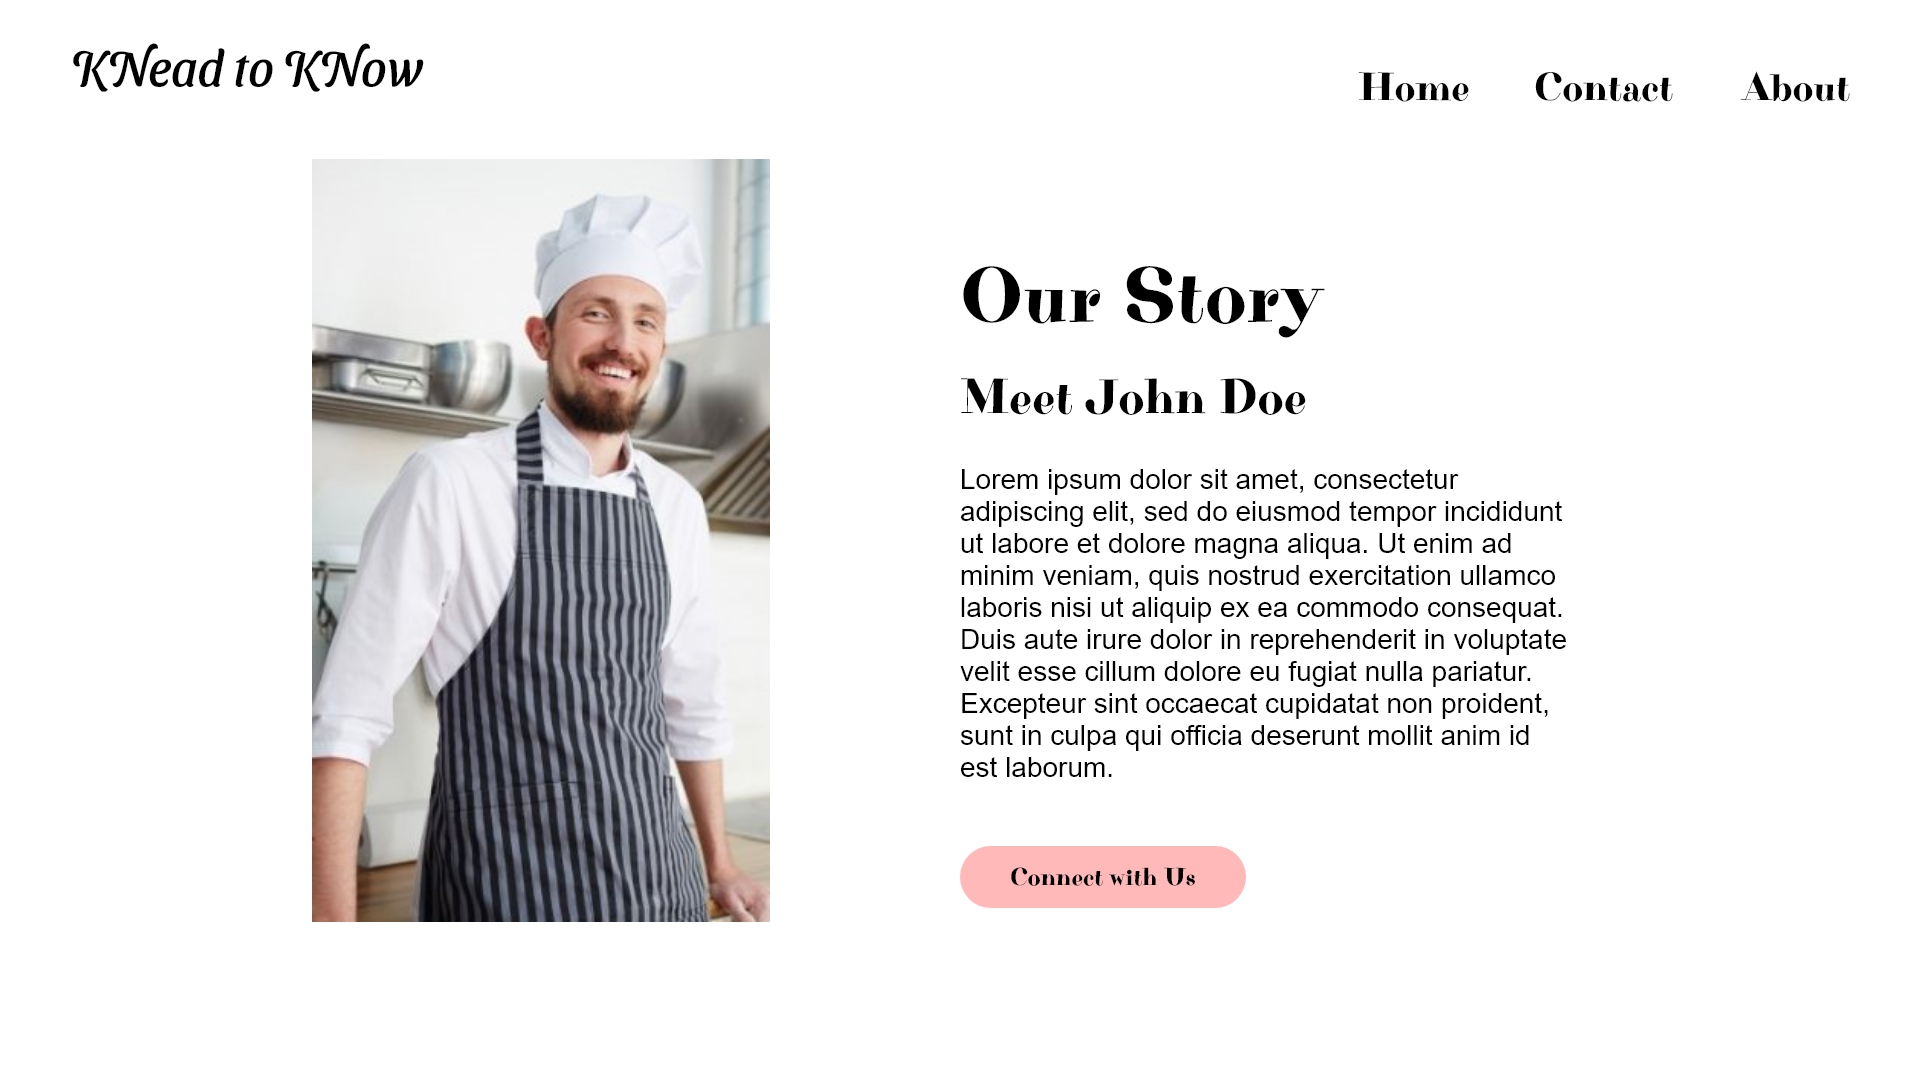 KNead to KNow
Home Contact About
Our Story
Meet John Doe
Lorem ipsum dolor sit amet, consectetur
adipiscing elit, sed do eiusmod tempor incididunt
ut labore et dolore magna aliqua. Ut enim ad
minim veniam, quis nostrud exercitation ullamco
laboris nisi ut aliquip ex ea commodo consequat.
Duis aute irure dolor in reprehenderit in voluptate
velit esse cillum dolore eu fugiat nulla pariatur.
Excepteur sint occaecat cupidatat non proident,
sunt in culpa qui officia deserunt mollit anim id
est laborum.
Connect with Us